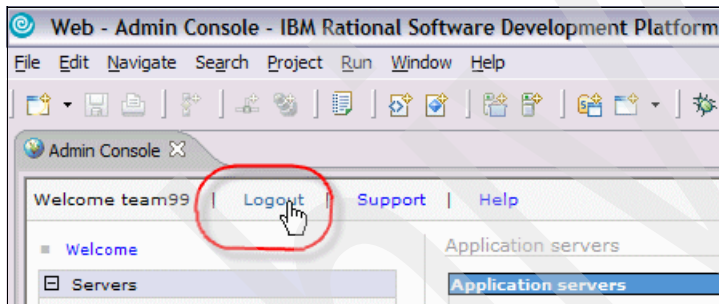 Web - Admin Console - IBM Rational Software Development Platform
File Edit Navigate Search Project Run Window Help
Admin Console
Welcome team99 | Logout | Support | Help
Welcome
Application servers
Servers
Application servers